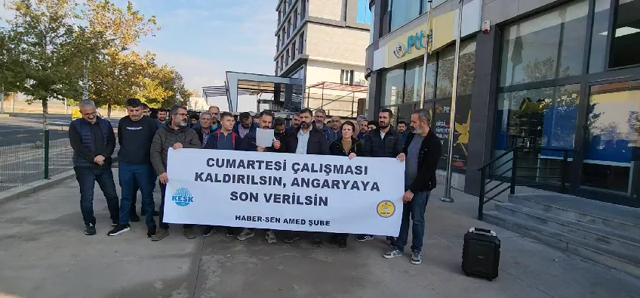 Ptt
CUMARTESİ ÇALIŞMASI
KALDIRILSIN, ANGARYAYA
SON VERİLSİN
KESK
HABER-SEN AMED ŞUBE